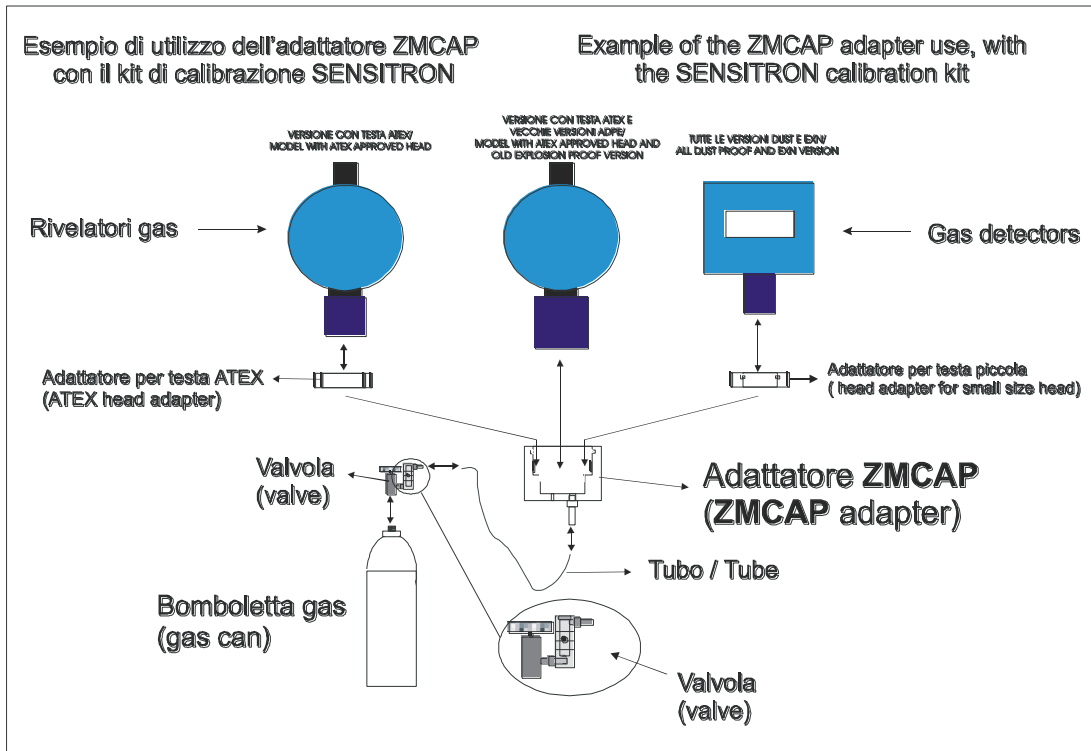 Esempio di utilizzo dell'adattatore ZMCAP
con il kit di calibrazione SENSITRON
Example of the ZMCAP adapter use, with
the SENSITRON calibration kit
VERSIONE CON TESTA ATEX/
MODEL WITH ATEX APPROVED HEAD
VERSIONE CON TESTA ATEX E
VECCHIE VERSIONI ADPE/
MODEL WITH ATEX APPROVED HEAD AND
OLD EXPLOSION PROOF VERSION
TUTTE LE VERSIONI DUST E EXN/
ALL DUST PROOF AND EXN VERSION
Rivelatori gas
Gas detectors
Adattatore per testa ATEX
(ATEX head adapter)
Adattatore per testa piccola
( head adapter for small size head)
Valvola
(valve)
Adattatore ZMCAP
(ZMCAP adapter)
Tubo / Tube
Bomboletta gas
(gas can)
Valvola
(valve)